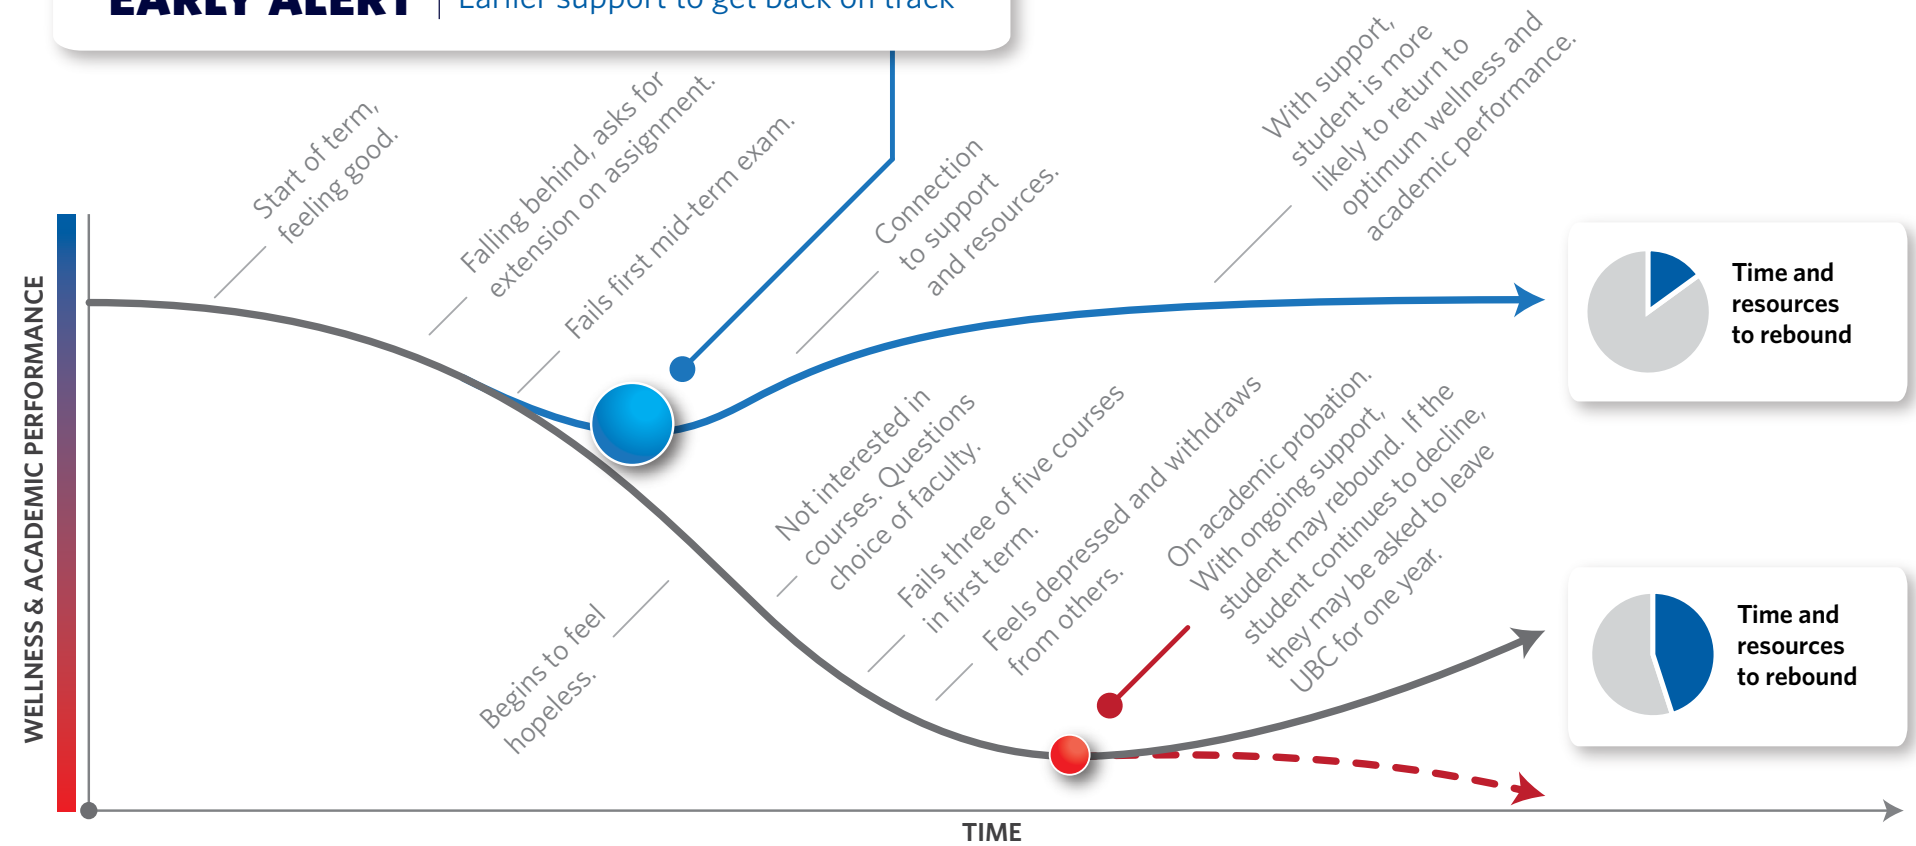 EARLY ALERT
Earlier support to get back on track
Start of term,
feeling good.
Falling behind, asks for
extension on assignment.
Fails first mid-term exam.
Connection
to support
and resources.
With support,
student is more
likely to return to
optimum wellness and
academic performance.
Time and
resources
to rebound
WELLNESS & ACADEMIC PERFORMANCE
Begins to feel
hopeless.
Not interested in
courses. Questions
choice of faculty.
Fails three of five courses
in first term.
Feels depressed and withdraws
from others.
On academic probation.
With ongoing support,
student may rebound. If the
student continues to decline,
they may be asked to leave
UBC for one year.
Time and
resources
to rebound
TIME